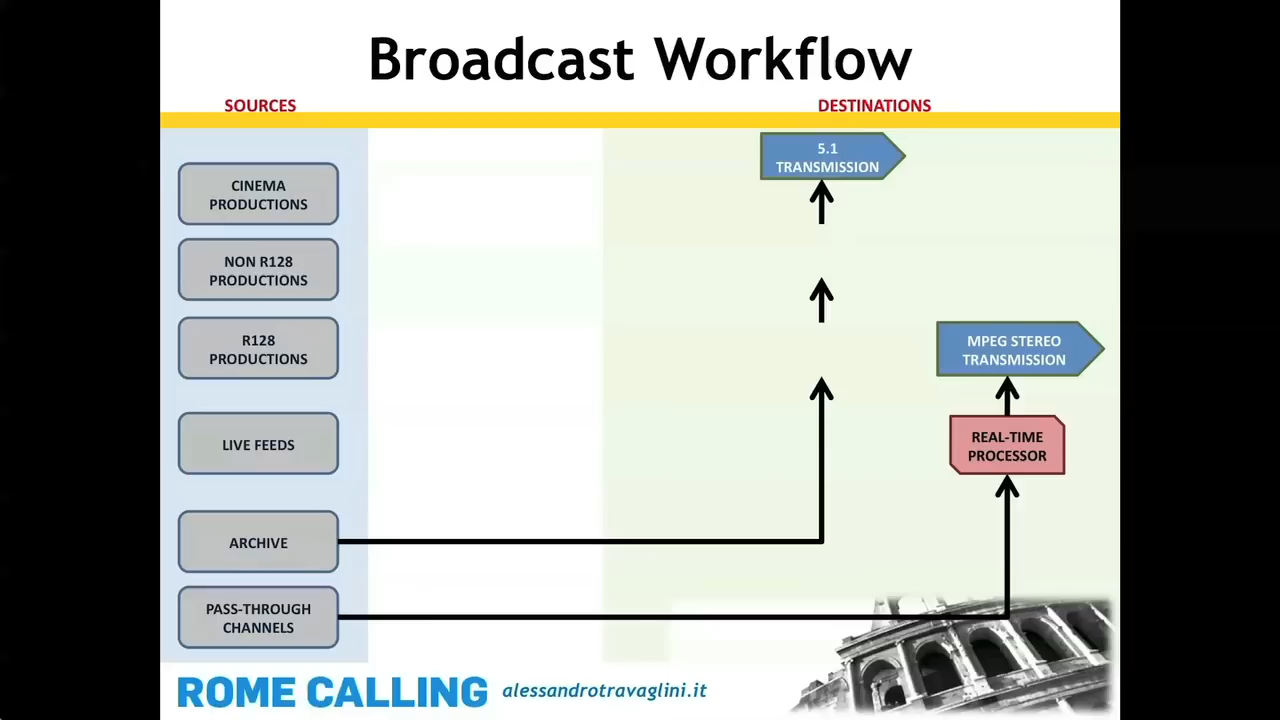 Broadcast Workflow
SOURCES
DESTINATIONS
5.1
TRANSMISSION
CINEMA
PRODUCTIONS
NON R128
PRODUCTIONS
R128
PRODUCTIONS
MPEG STEREO
TRANSMISSION
LIVE FEEDS
REAL-TIME
PROCESSOR
ARCHIVE
PASS-THROUGH
CHANNELS
ROME CALLING
alessandrotravaglini.it